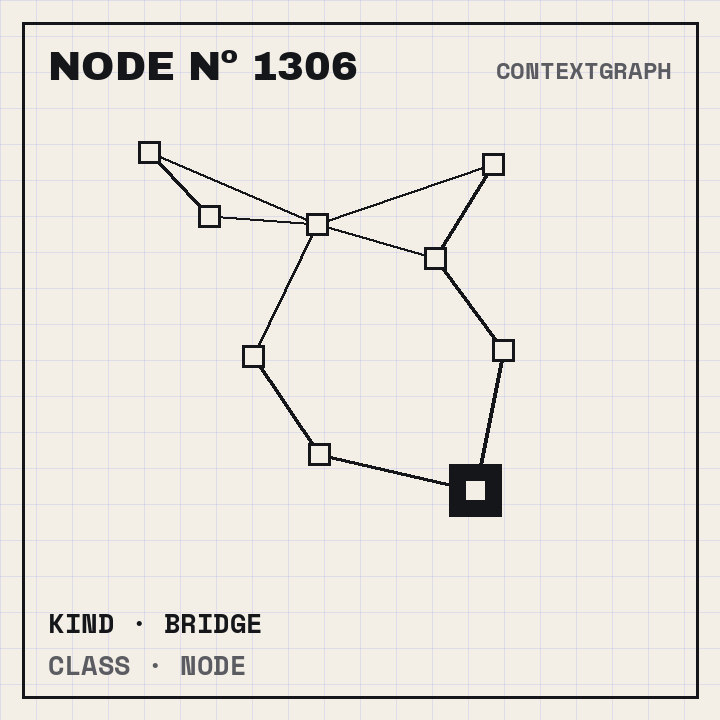 NODE Nº 1306
CONTEXTGRAPH
KIND · BRIDGE
CLASS · NODE